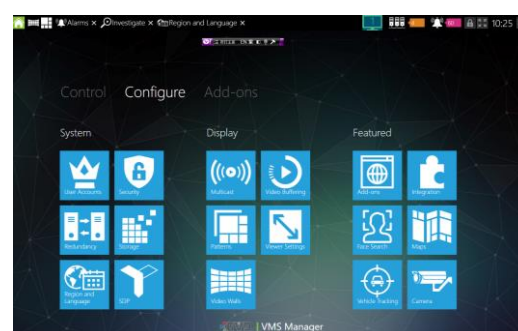 Alarms × Investigate × Region and Language × 10:25
Control Configure Add-ons
System Display Featured
User Accounts Security Multicast Video Buffering Add-ons Integration
Redundancy Storage Patterns Viewer Settings Face Search Maps
Region and Language SIP Video Walls Vehicle Tracking Camera
VMS Manager